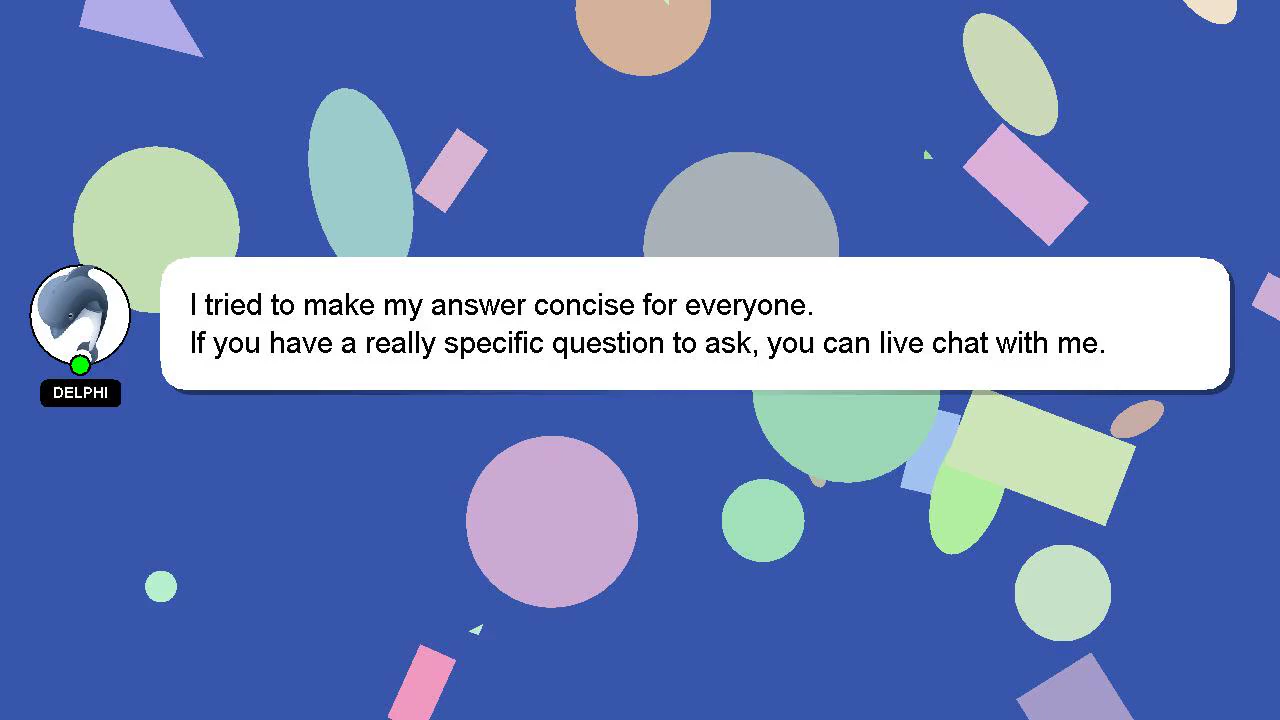 I tried to make my answer concise for everyone.
If you have a really specific question to ask, you can live chat with me.
DELPHI